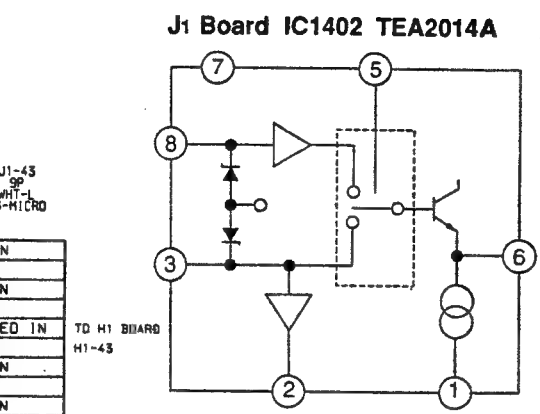 J1 Board IC1402 TEA2014A
7
5
8
J1-43
9P
WHT-L
S-MICRO
3
6
N
N
ED IN
N
N
TO H1 BOARD
H1-43
2
1